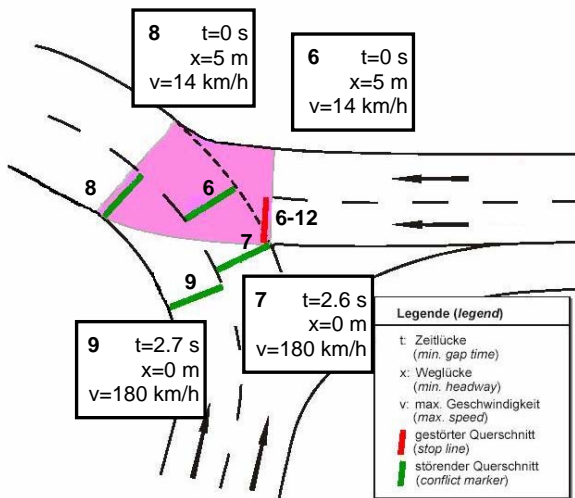 8 t=0 s
x=5 m
v=14 km/h
6 t=0 s
x=5 m
v=14 km/h
8
6
6-12
7
9
7 t=2.6 s
x=0 m
v=180 km/h
9 t=2.7 s
x=0 m
v=180 km/h
Legende (legend)
t: Zeitlücke
(min. gap time)
x: Weglücke
(min. headway)
v: max. Geschwindigkeit
(max. speed)
gestörter Querschnitt
(stop line)
störender Querschnitt
(conflict marker)